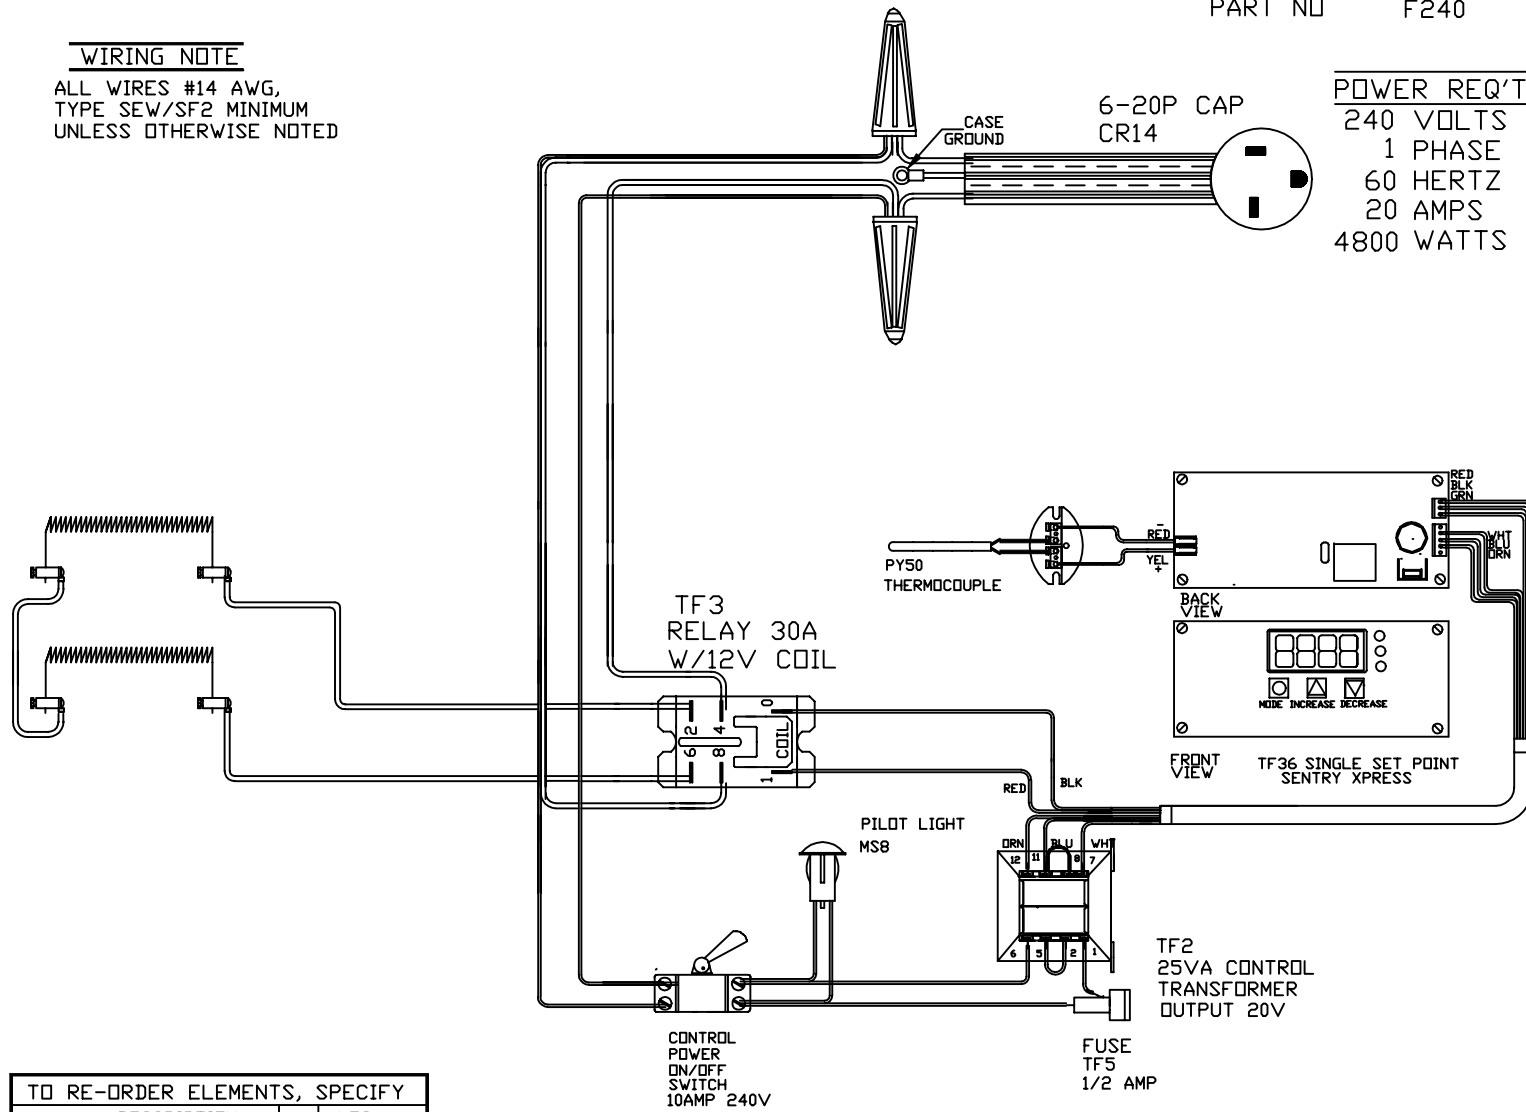 PART NO F240
WIRING NOTE
ALL WIRES #14 AWG,
TYPE SEW/SF2 MINIMUM
UNLESS OTHERWISE NOTED
CASE
GROUND
6-20P CAP
CR14
POWER REQ'T
240 VOLTS
1 PHASE
60 HERTZ
20 AMPS
4800 WATTS
RED
BLK
GRN
WHT
BLU
ORN
-
RED
YEL
+
PY50
THERMOCOUPLE
BACK
VIEW
MODE INCREASE DECREASE
FRONT
VIEW
TF36 SINGLE SET POINT
SENTRY XPRESS
TF3
RELAY 30A
W/12V COIL
2 4 0
6 8 COIL
1
RED
BLK
PILOT LIGHT
MS8
ORN BLU WHT
12 11 8 7
6 5 2 1
TF2
25VA CONTROL
TRANSFORMER
OUTPUT 20V
FUSE
TF5
1/2 AMP
CONTROL
POWER
ON/OFF
SWITCH
10AMP 240V
TO RE-ORDER ELEMENTS, SPECIFY